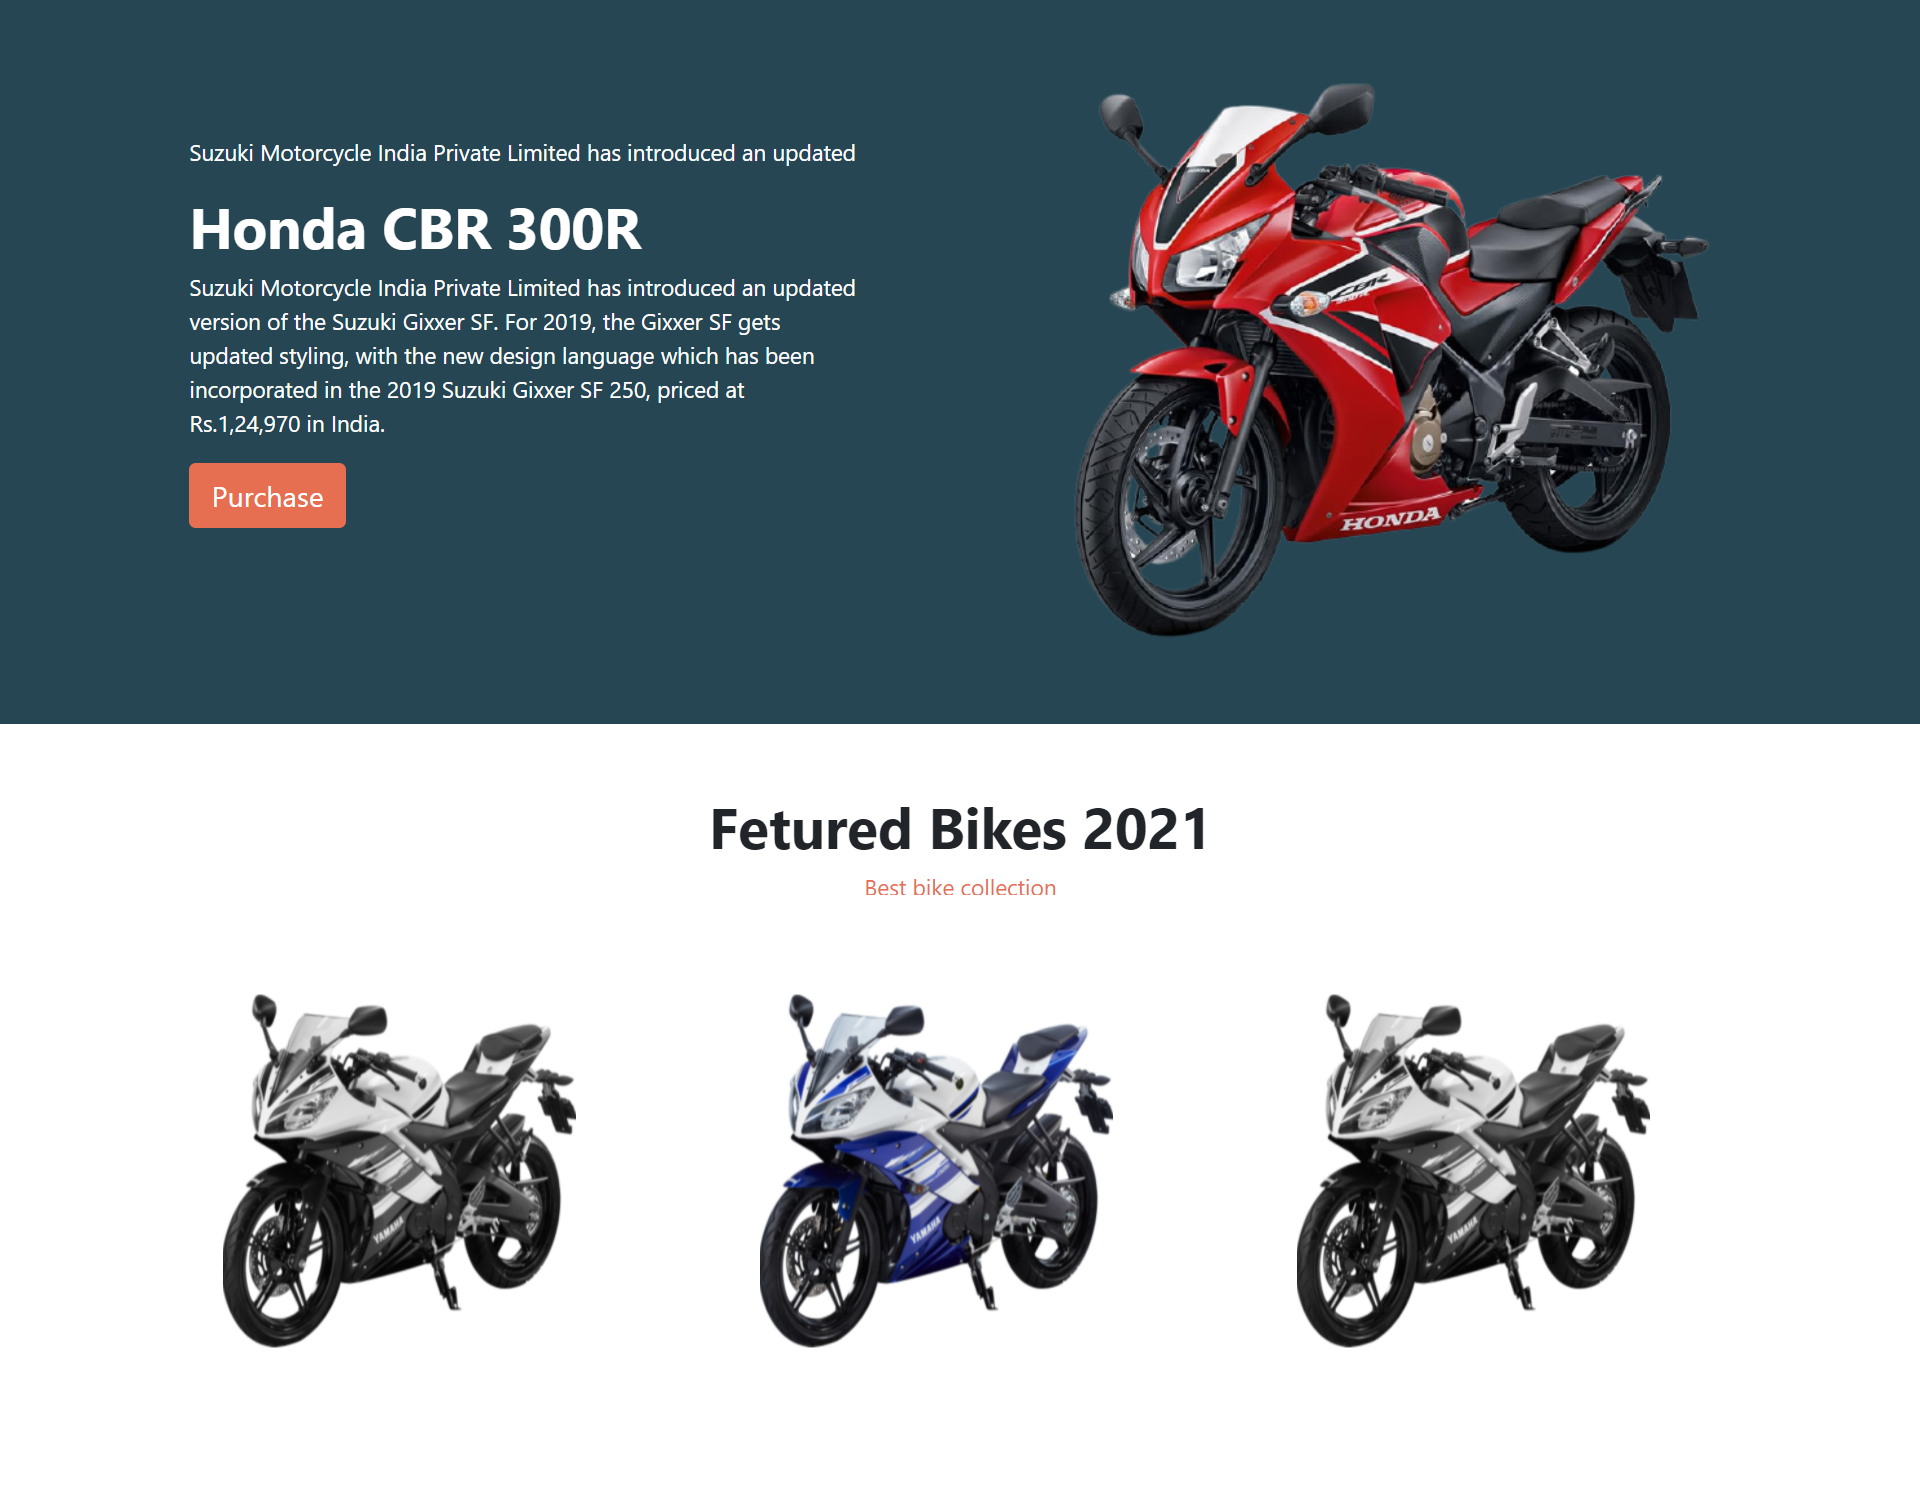 Suzuki Motorcycle India Private Limited has introduced an updated
Honda CBR 300R
Suzuki Motorcycle India Private Limited has introduced an updated
version of the Suzuki Gixxer SF. For 2019, the Gixxer SF gets
updated styling, with the new design language which has been
incorporated in the 2019 Suzuki Gixxer SF 250, priced at
Rs.1,24,970 in India.
Purchase
CBR
HONDA
Fetured Bikes 2021
Best bike collection
YAMAHA
YAMAHA
YAMAHA